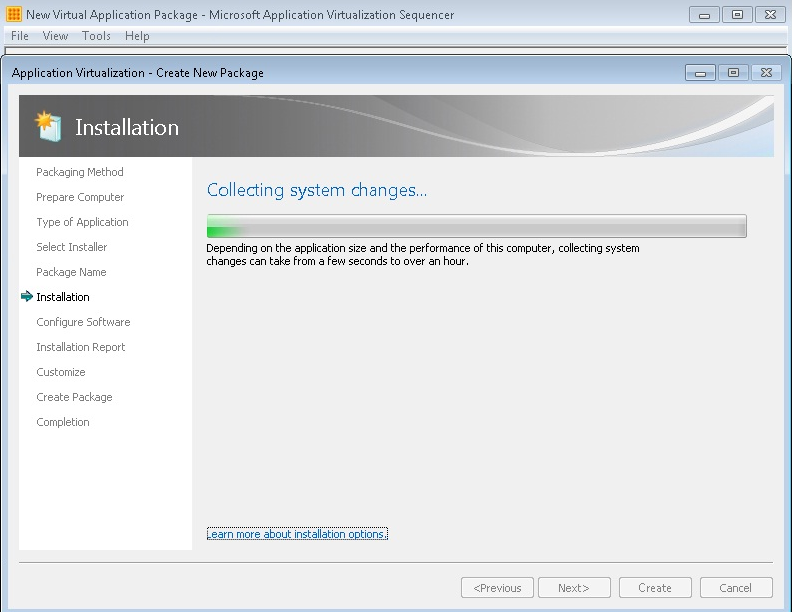 New Virtual Application Package - Microsoft Application Virtualization Sequencer
File View Tools Help
Application Virtualization - Create New Package
Installation
Packaging Method
Prepare Computer
Type of Application
Select Installer
Package Name
Installation
Configure Software
Installation Report
Customize
Create Package
Completion
Collecting system changes...
Depending on the application size and the performance of this computer, collecting system
changes can take from a few seconds to over an hour.
Learn more about installation options.
<Previous Next> Create Cancel